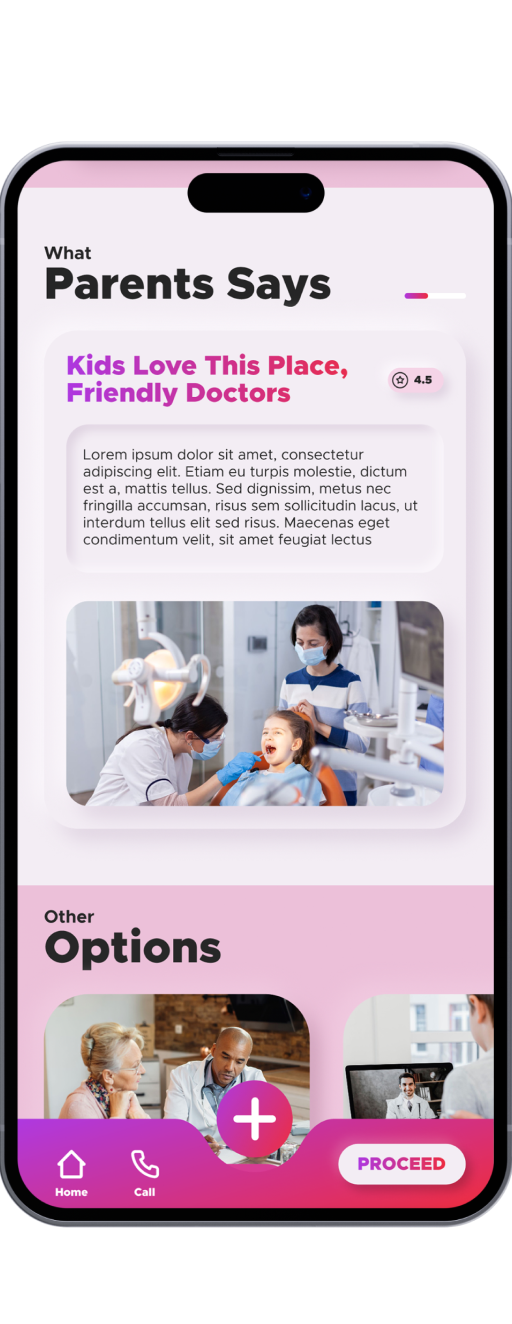 What
Parents Says
Kids Love This Place,
Friendly Doctors
4.5
Lorem ipsum dolor sit amet, consectetur
adipiscing elit. Etiam eu turpis molestie, dictum
est a, mattis tellus. Sed dignissim, metus nec
fringilla accumsan, risus sem sollicitudin lacus, ut
interdum tellus elit sed risus. Maecenas eget
condimentum velit, sit amet feugiat lectus
Other
Options
PROCEED
Home
Call